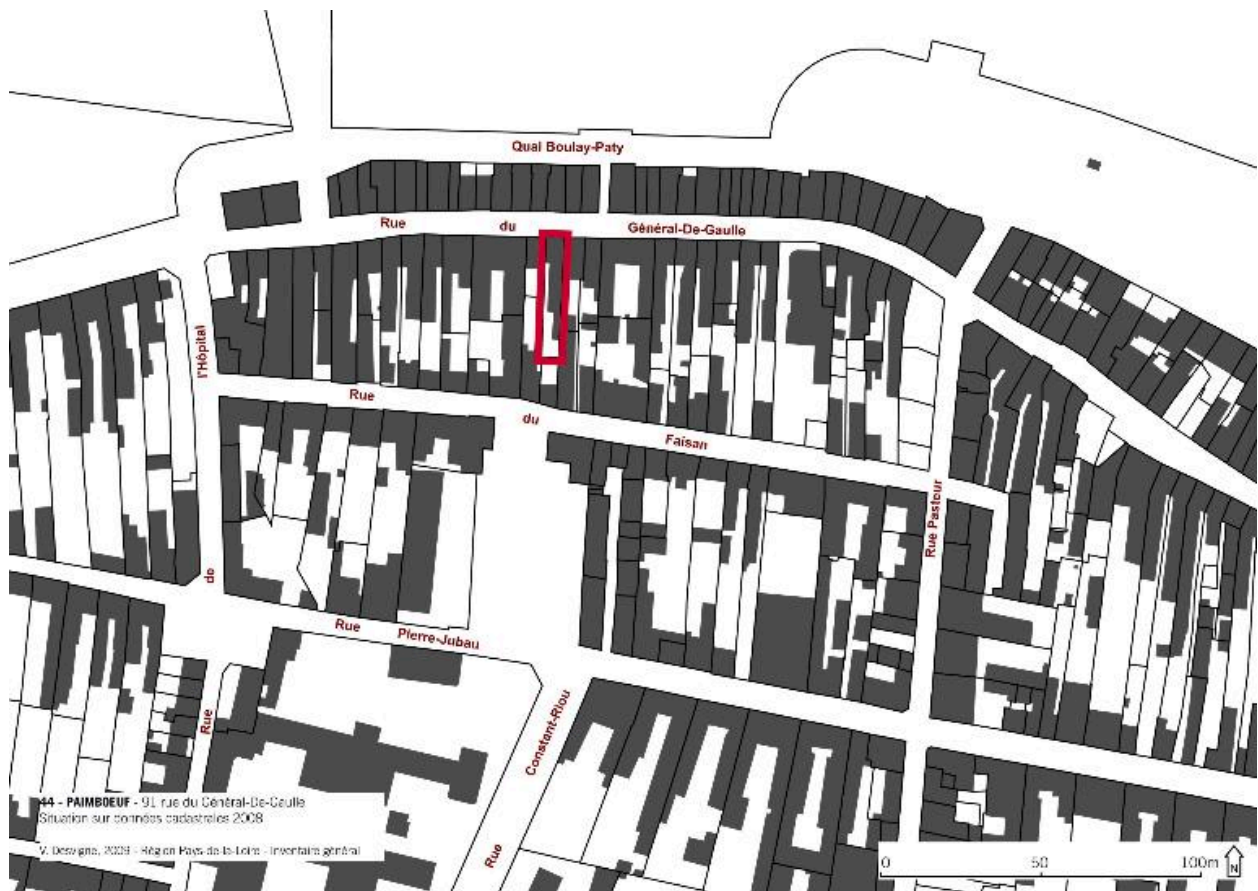 Quai Boulay-Paty
Rue du Général-De-Gaulle
Rue de l'Hôpital
Rue du Faisan
Rue Pasteur
Rue Pierre-Jubau
Rue Constant-Riou
44 - PAIMBOEUF - 91 rue du Général-De-Gaulle
Situation sur données cadastrales 2008
V. Desvigne, 2009 - Région Pays-de-la-Loire - Inventaire général
0 50 100m
N